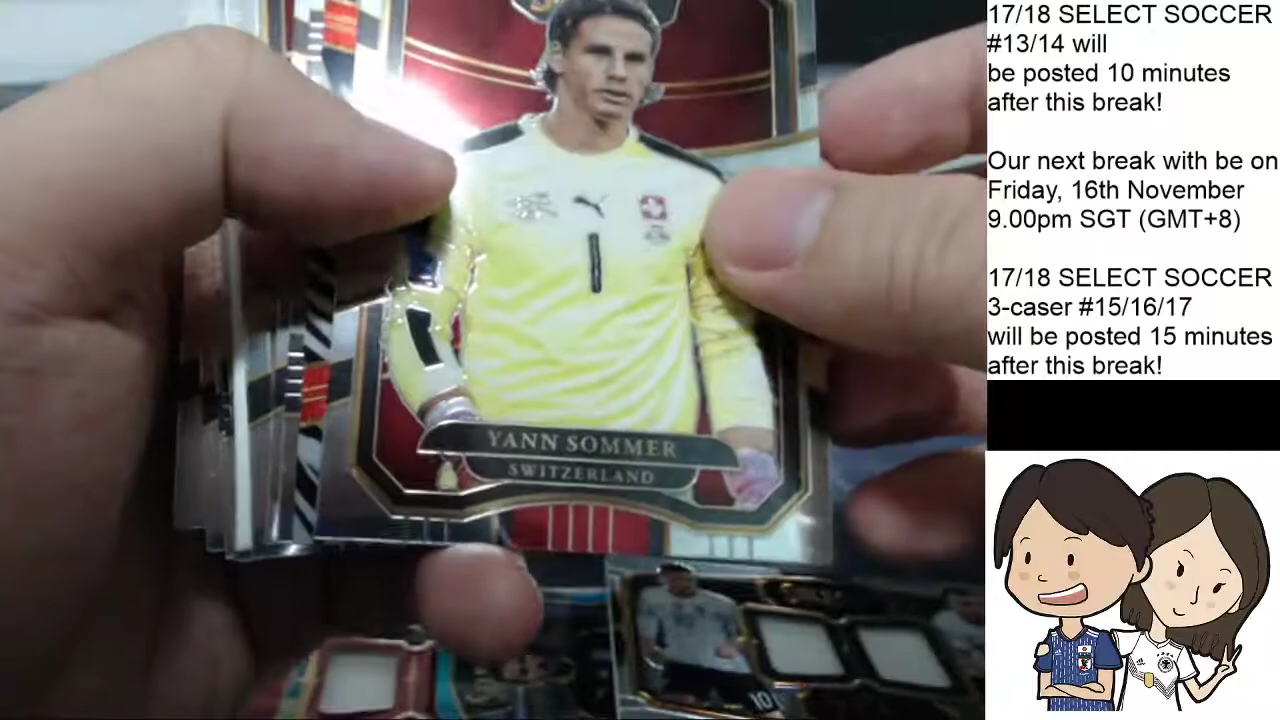 17/18 SELECT SOCCER
#13/14 will
be posted 10 minutes
after this break!
Our next break with be on
Friday, 16th November
9.00pm SGT (GMT+8)
17/18 SELECT SOCCER
3-caser #15/16/17
will be posted 15 minutes
after this break!
1
YANN SOMMER
SWITZERLAND
10